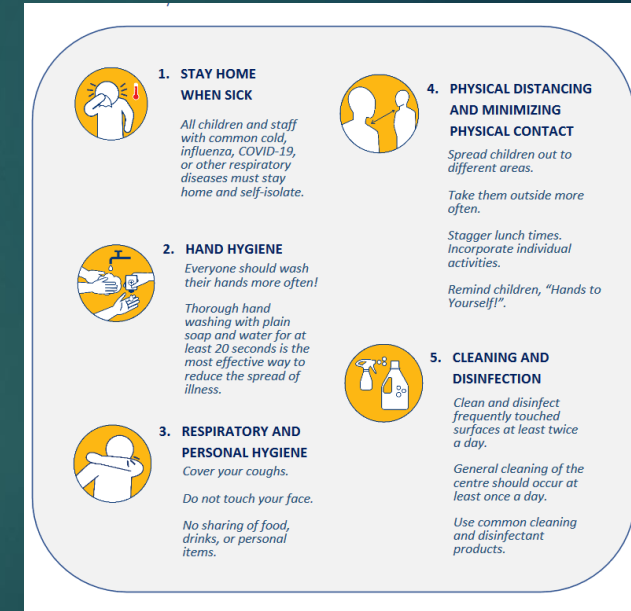 1. STAY HOME
WHEN SICK
All children and staff
with common cold,
influenza, COVID-19,
or other respiratory
diseases must stay
home and self-isolate.
2. HAND HYGIENE
Everyone should wash
their hands more often!
Thorough hand
washing with plain
soap and water for at
least 20 seconds is the
most effective way to
reduce the spread of
illness.
3. RESPIRATORY AND
PERSONAL HYGIENE
Cover your coughs.
Do not touch your face.
No sharing of food,
drinks, or personal
items.
4. PHYSICAL DISTANCING
AND MINIMIZING
PHYSICAL CONTACT
Spread children out to
different areas.
Take them outside more
often.
Stagger lunch times.
Incorporate individual
activities.
Remind children, “Hands to
Yourself!”.
5. CLEANING AND
DISINFECTION
Clean and disinfect
frequently touched
surfaces at least twice
a day.
General cleaning of the
centre should occur at
least once a day.
Use common cleaning
and disinfectant
products.